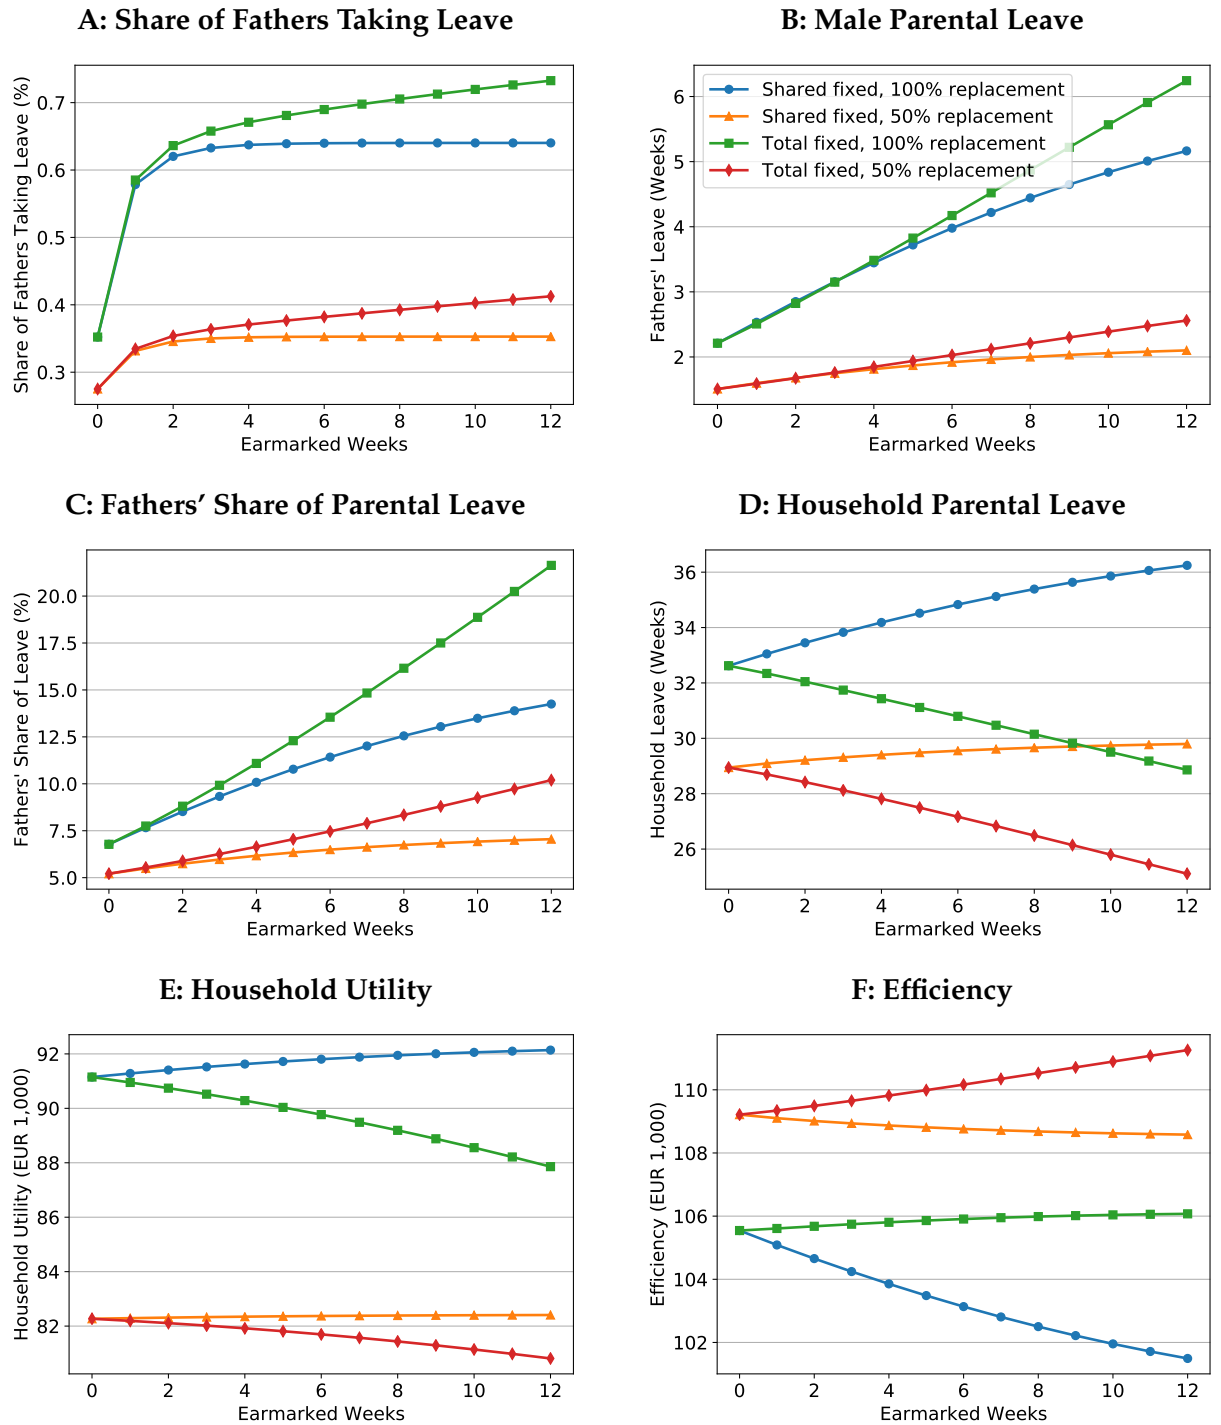 A: Share of Fathers Taking Leave
Share of Fathers Taking Leave (%)
0.7
0.6
0.5
0.4
0.3
0 2 4 6 8 10 12
Earmarked Weeks
B: Male Parental Leave
Fathers' Leave (Weeks)
6
5
4
3
2
Shared fixed, 100% replacement
Shared fixed, 50% replacement
Total fixed, 100% replacement
Total fixed, 50% replacement
0 2 4 6 8 10 12
Earmarked Weeks
C: Fathers’ Share of Parental Leave
Fathers' Share of Leave (%)
20.0
17.5
15.0
12.5
10.0
7.5
5.0
0 2 4 6 8 10 12
Earmarked Weeks
D: Household Parental Leave
Household Leave (Weeks)
36
34
32
30
28
26
0 2 4 6 8 10 12
Earmarked Weeks
E: Household Utility
Household Utility (EUR 1,000)
92
90
88
86
84
82
0 2 4 6 8 10 12
Earmarked Weeks
F: Efficiency
Efficiency (EUR 1,000)
110
108
106
104
102
0 2 4 6 8 10 12
Earmarked Weeks